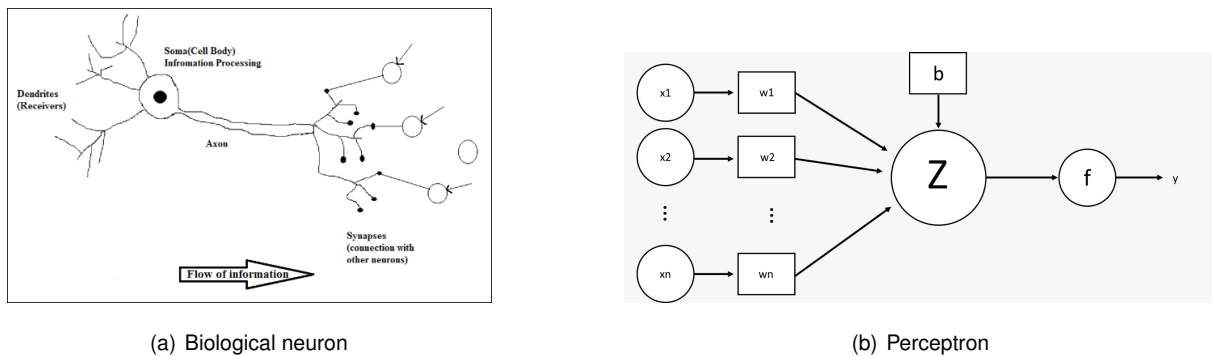 Soma(Cell Body)
Infromation Processing
Dendrites
(Receivers)
Axon
Synapses
(connection with
other neurons)
Flow of information
(a) Biological neuron
b
x1
w1
x2
w2
Z
f
y
⋮
⋮
xn
wn
(b) Perceptron